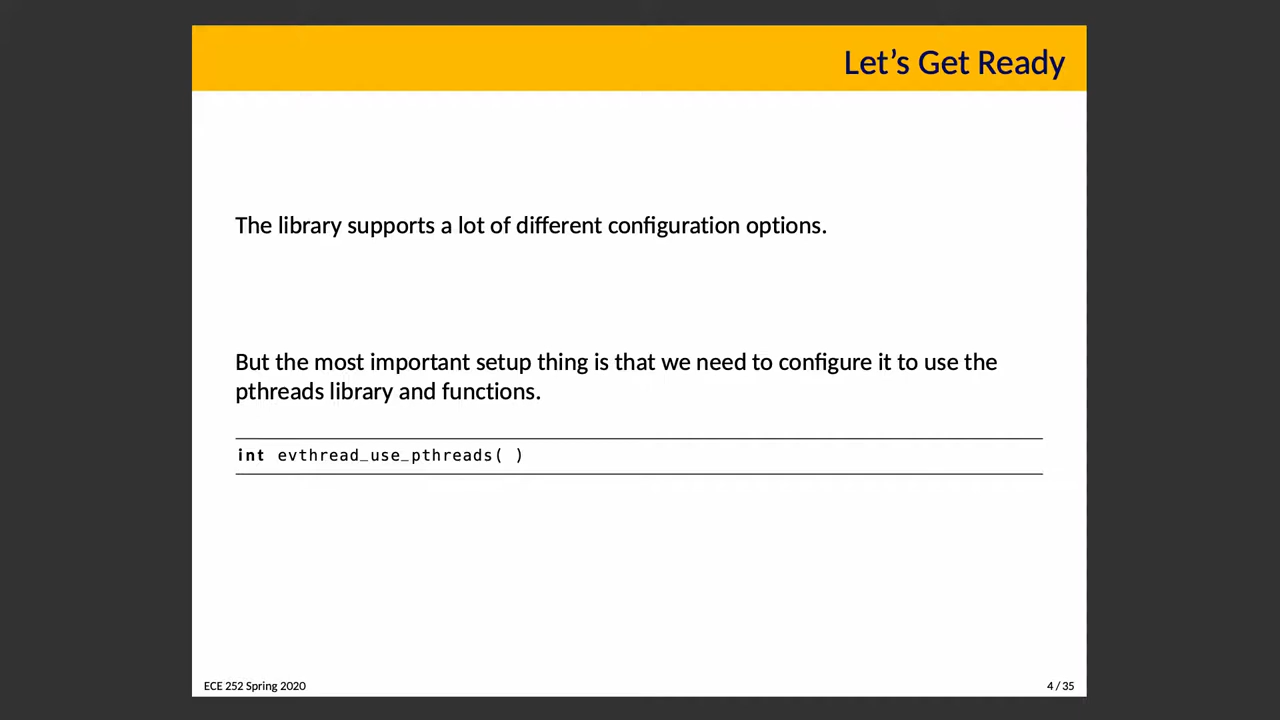 Let’s Get Ready
The library supports a lot of different configuration options.
But the most important setup thing is that we need to configure it to use the
pthreads library and functions.
int evthread_use_pthreads( )
ECE 252 Spring 2020
4 / 35